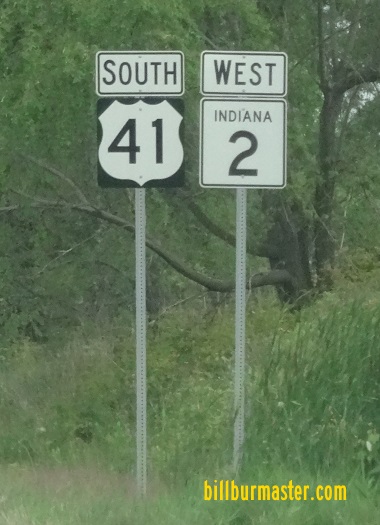 SOUTH
41
WEST
INDIANA
2
billburmaster.com